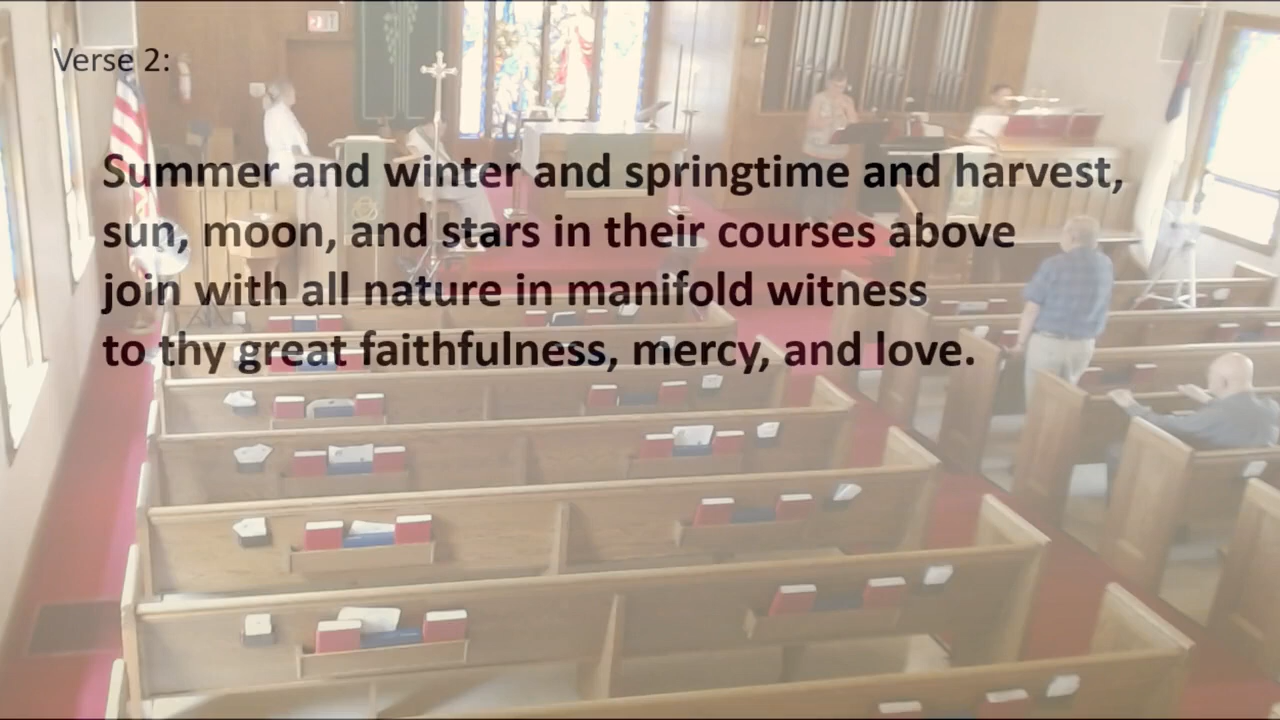 EXIT
Verse 2:
Summer and winter and springtime and harvest,
sun, moon, and stars in their courses above
join with all nature in manifold witness
to thy great faithfulness, mercy, and love.